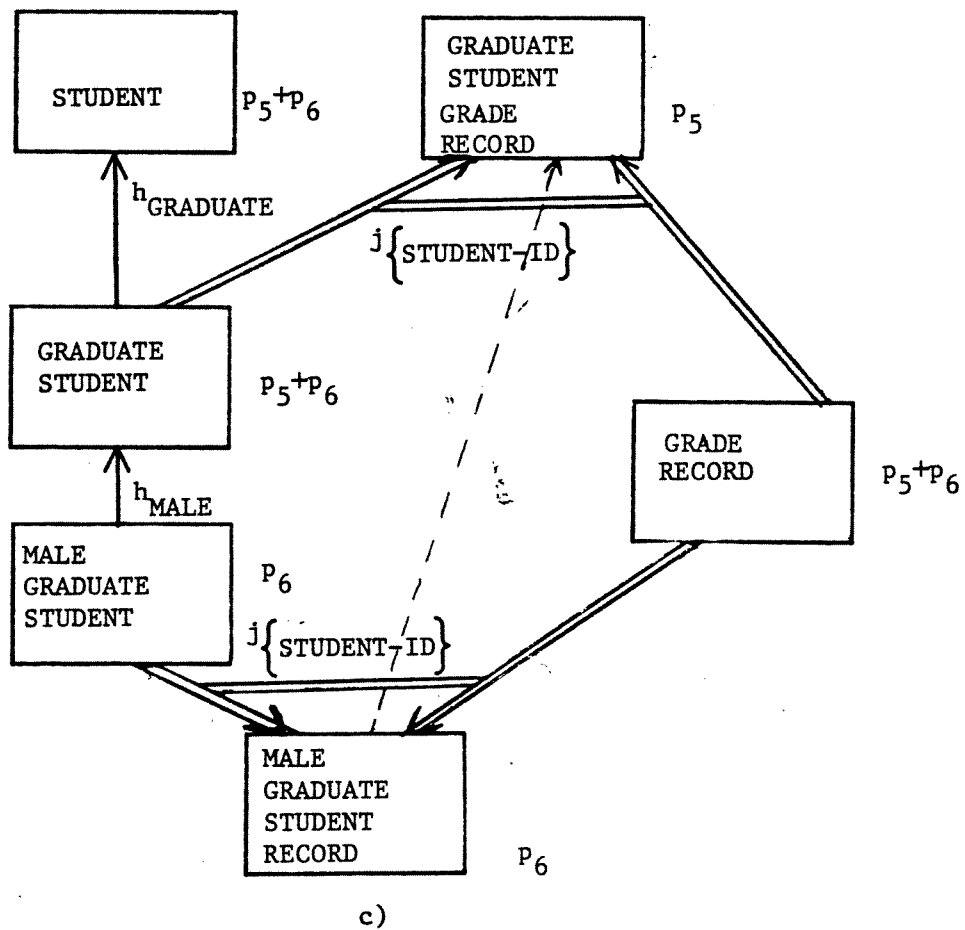 STUDENT
p5+p6
GRADUATE
STUDENT
GRADE
RECORD
p5
hGRADUATE
j{STUDENT-ID}
GRADUATE
STUDENT
p5+p6
GRADE
RECORD
p5+p6
hMALE
MALE
GRADUATE
STUDENT
p6
j{STUDENT-ID}
MALE
GRADUATE
STUDENT
RECORD
p6
c)